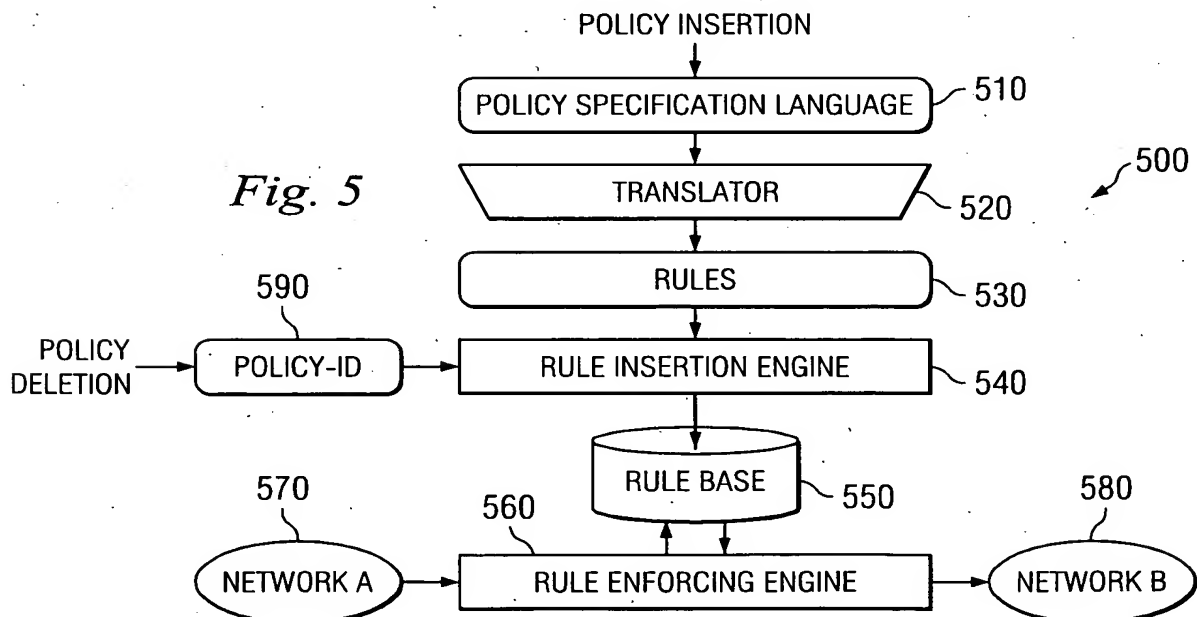 POLICY INSERTION
POLICY SPECIFICATION LANGUAGE
510
Fig. 5
TRANSLATOR
520
500
RULES
530
590
POLICY
DELETION
POLICY-ID
RULE INSERTION ENGINE
540
RULE BASE
550
570
560
580
NETWORK A
RULE ENFORCING ENGINE
NETWORK B